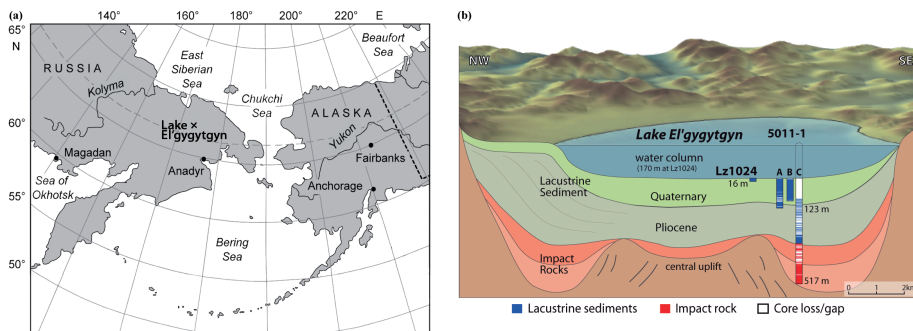 (a)
65°
N
160°
180°
200°
220°
E
Beaufort
Sea
East
Siberian
Sea
RUSSIA
Kolyma
Chukchi
Sea
ALASKA
Lake ×
El'gygytgyn
60°
Yukon
Magadan
Anadyr
Fairbanks
Anchorage
55°
Sea of
Okhotsk
Bering
Sea
50°
(b)
NW
SE
Lake El'gygytgyn
5011-1
water column
(170 m at Lz1024)
Lz1024
16 m
A
B
C
Lacustrine
Sediment
Quaternary
123 m
Pliocene
Impact
Rocks
central uplift
517 m
0
1
2km
Lacustrine sediments
Impact rock
Core loss/gap